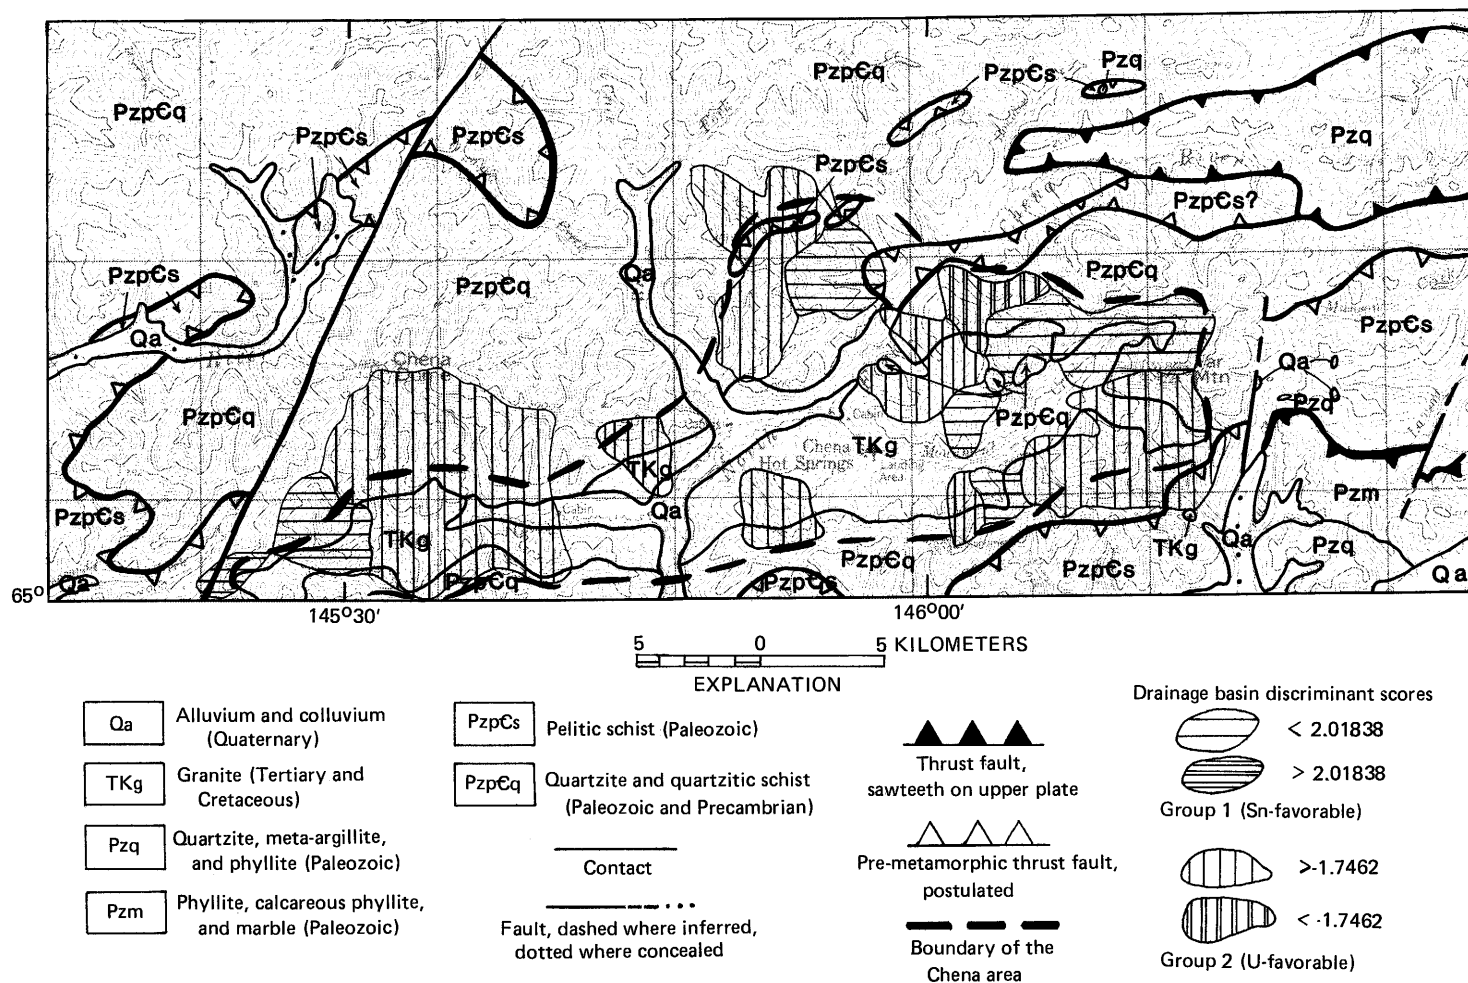 PzpЄq
PzpЄs
Pzq
PzpЄq
PzpЄs
PzpЄs
Pzq
PzpЄs
PzpЄs?
PzpЄs
Qa
PzpЄq
PzpЄq
Qa
PzpЄs
Chena
Dome
Qa
Pzq
PzpЄq
PzpЄq
TKg
Chena
Hot Springs
Landing
Area
TKg
Pzm
PzpЄs
Qa
TKg
TKg
Qa
Pzq
PzpЄq
PzpЄs
Qa
PzpЄq
PzpЄs
Qa
65°
145°30'
146°00'
5 0 5 KILOMETERS
EXPLANATION
Qa Alluvium and colluvium
(Quaternary)
TKg Granite (Tertiary and
Cretaceous)
Pzq Quartzite, meta-argillite,
and phyllite (Paleozoic)
Pzm Phyllite, calcareous phyllite,
and marble (Paleozoic)
PzpЄs Pelitic schist (Paleozoic)
PzpЄq Quartzite and quartzitic schist
(Paleozoic and Precambrian)
Contact
Fault, dashed where inferred,
dotted where concealed
Thrust fault,
sawteeth on upper plate
Pre-metamorphic thrust fault,
postulated
Boundary of the
Chena area
Drainage basin discriminant scores
< 2.01838
> 2.01838
Group 1 (Sn-favorable)
>-1.7462
< -1.7462
Group 2 (U-favorable)